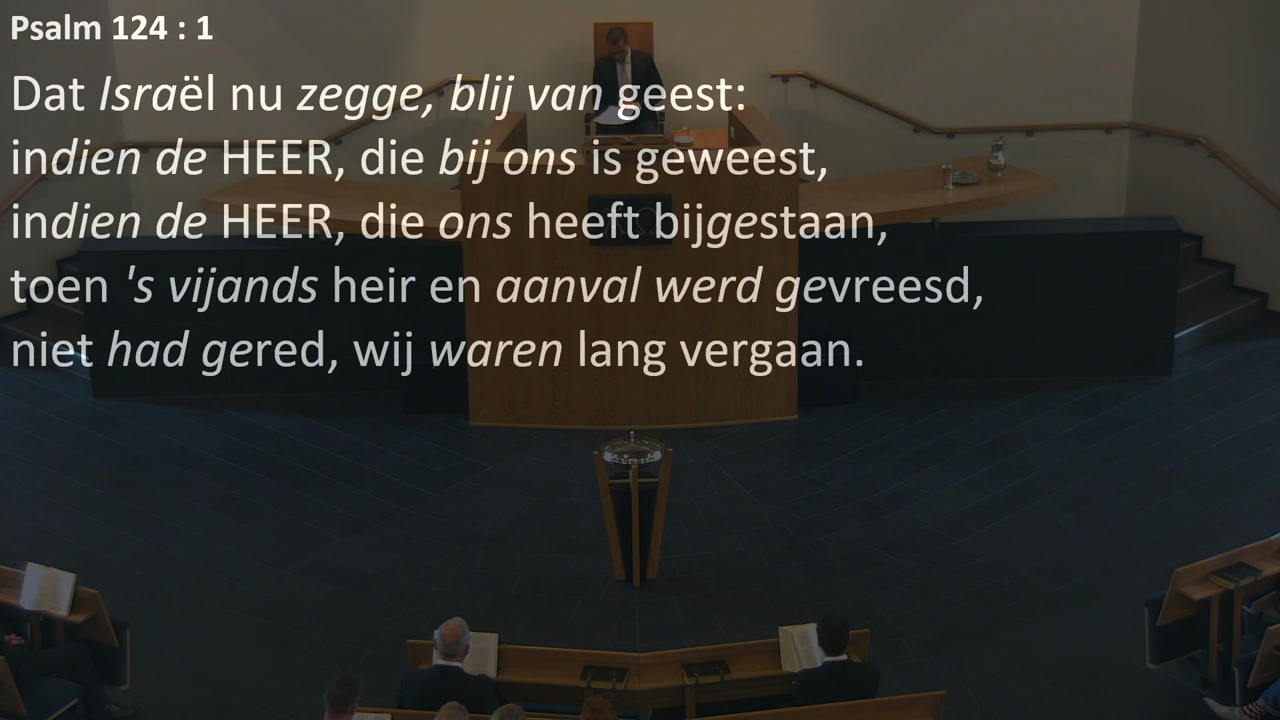 Psalm 124 : 1
Dat Israël nu zegge, blij van geest:
indien de HEER, die bij ons is geweest,
indien de HEER, die ons heeft bijgestaan,
toen 's vijands heir en aanval werd gevreesd,
niet had gered, wij waren lang vergaan.